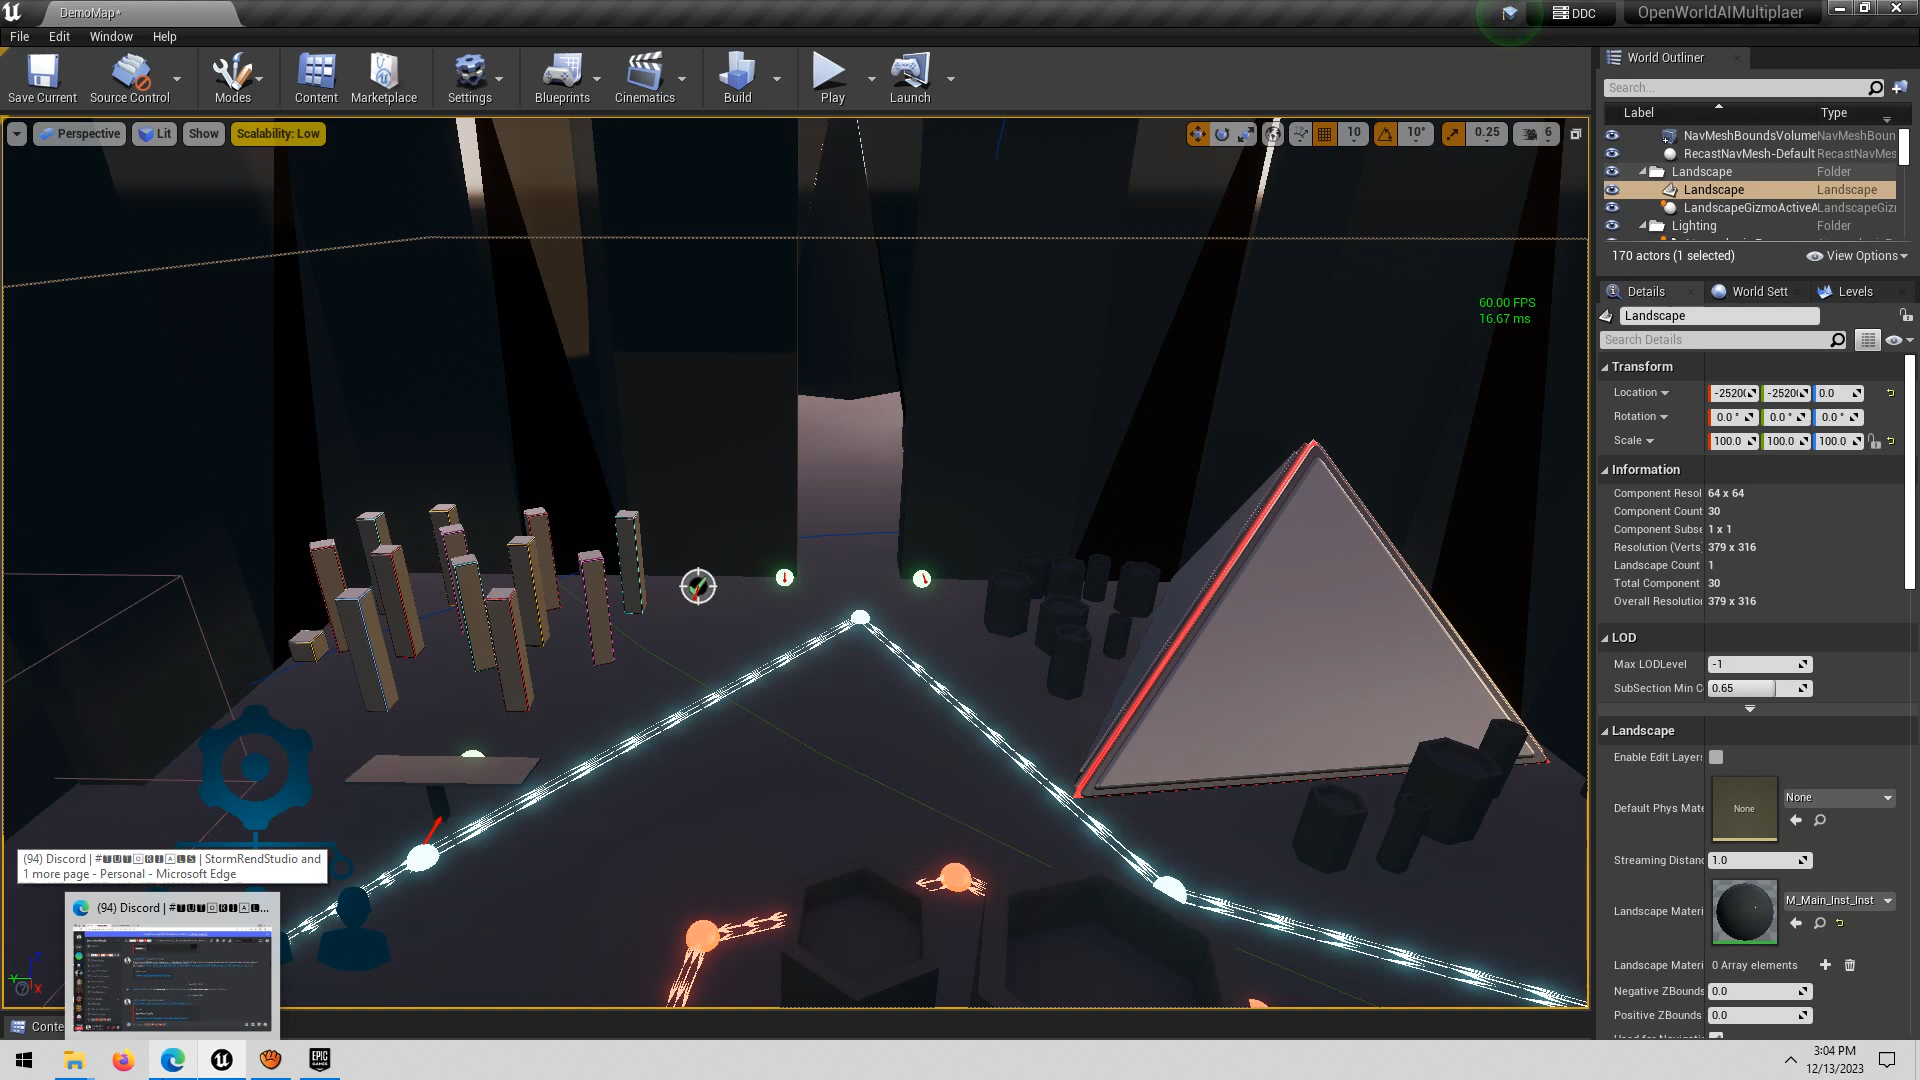 DemoMap*
DDC
OpenWorldAIMultiplaer
File Edit Window Help
Save Current
Source Control
Modes
Content
Marketplace
Settings
Blueprints
Cinematics
Build
Play
Launch
Perspective
Lit
Show
Scalability: Low
10
10°
0.25
6
60.00 FPS
16.67 ms
World Outliner
Search...
Label Type
NavMeshBoundsVolume NavMeshBoun
RecastNavMesh-Default RecastNavMes
Landscape Folder
Landscape Landscape
LandscapeGizmoActiveA LandscapeGiz
Lighting Folder
170 actors (1 selected) View Options
Details World Sett Levels
Landscape
Search Details
Transform
Location -2520 -2520 0.0
Rotation 0.0 ° 0.0 ° 0.0 °
Scale 100.0 100.0 100.0
Information
Component Resol 64 x 64
Component Count 30
Component Subse 1 x 1
Resolution (Verts 379 x 316
Landscape Count 1
Total Component 30
Overall Resolution 379 x 316
LOD
Max LODLevel -1
SubSection Min C 0.65
Landscape
Enable Edit Layers
Default Phys Mate None None
Streaming Distanc 1.0
Landscape Materi M_Main_Inst_Inst
Landscape Materi 0 Array elements
Negative ZBounds 0.0
Positive ZBounds 0.0
(94) Discord | #🆃🆄🆃🄾🆁🄸🄰🅻🆂 | StormRendStudio and
1 more page - Personal - Microsoft Edge
(94) Discord | #🆃🆄🆃🄾🆁🄸🄰🅻...
Conte
Z
Y
X
EPIC
GAMES
3:04 PM
12/13/2023